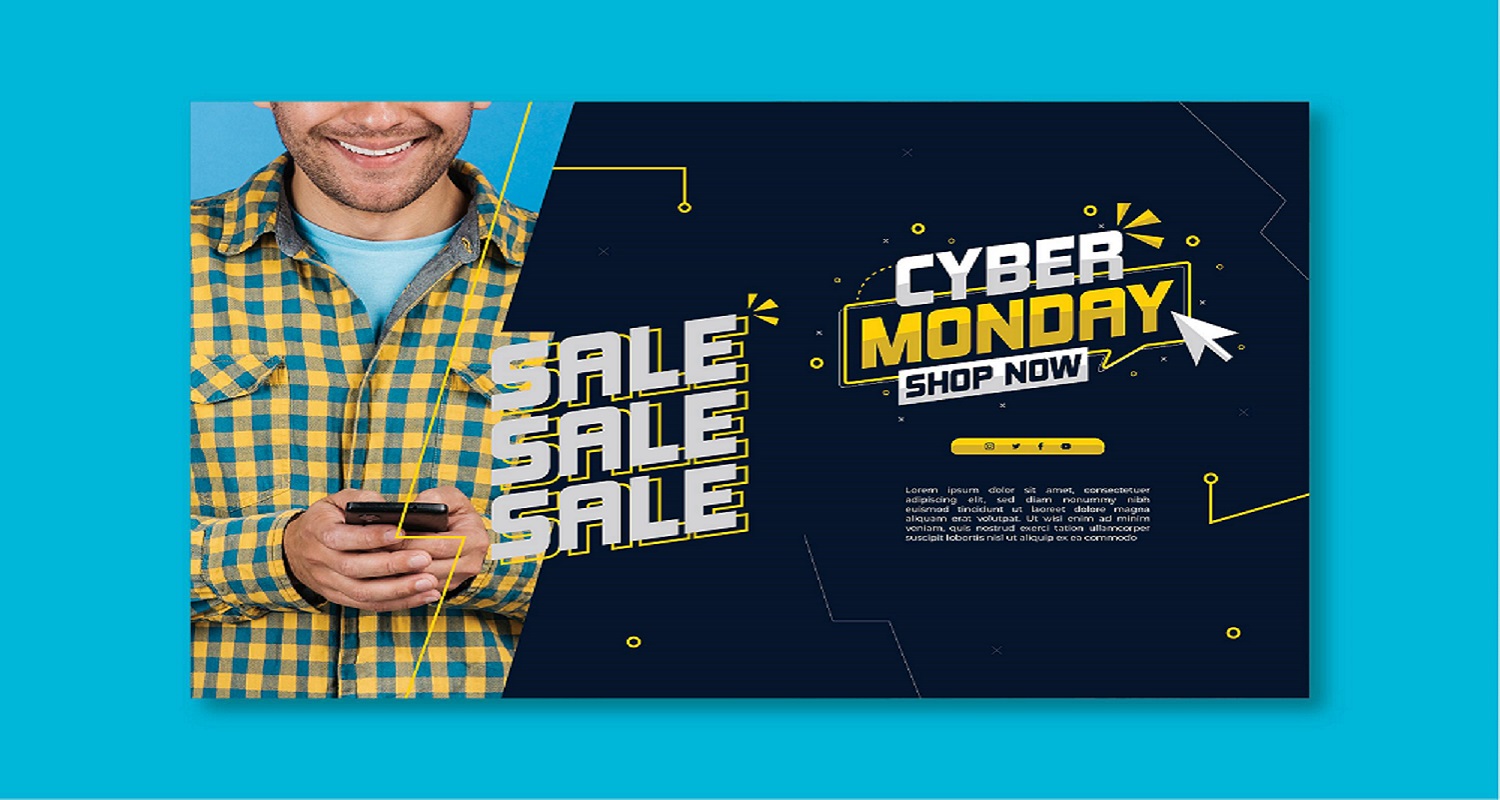 SALE
SALE
SALE
CYBER
MONDAY
SHOP NOW
Lorem ipsum dolor sit amet, consectetuer
adipiscing elit, sed diam nonummy nibh
euismod tincidunt ut laoreet dolore magna
aliquam erat volutpat. Ut wisi enim ad minim
veniam, quis nostrud exerci tation ullamcorper
suscipit lobortis nisl ut aliquip ex ea commodo